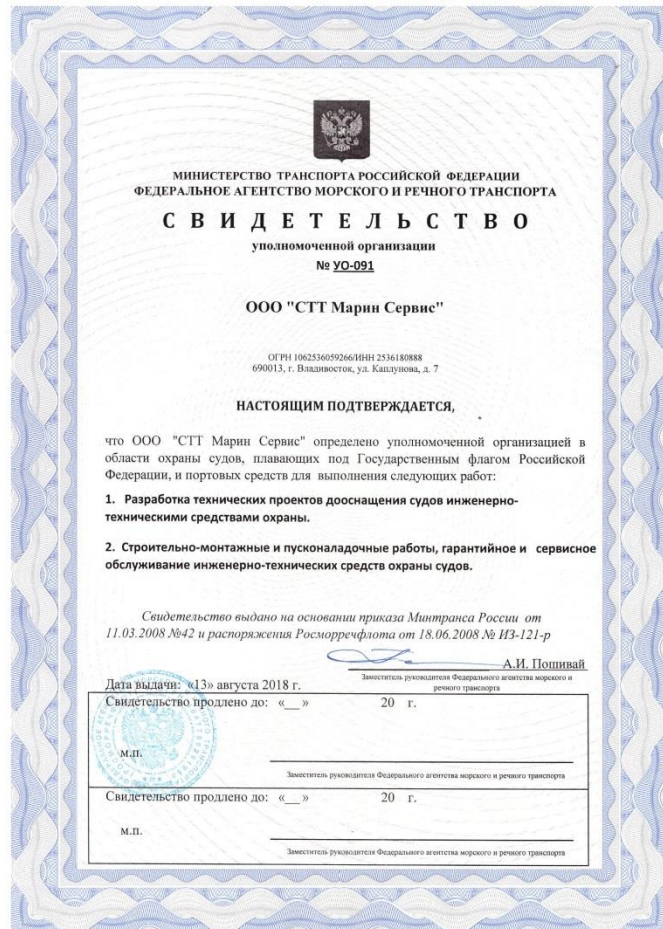 МИНИСТЕРСТВО ТРАНСПОРТА РОССИЙСКОЙ ФЕДЕРАЦИИ
ФЕДЕРАЛЬНОЕ АГЕНТСТВО МОРСКОГО И РЕЧНОГО ТРАНСПОРТА
СВИДЕТЕЛЬСТВО
уполномоченной организации
№ УО-091
ООО "СТТ Марин Сервис"
ОГРН 1062536059266/ИНН 2536180888
690013, г. Владивосток, ул. Каплунова, д. 7
НАСТОЯЩИМ ПОДТВЕРЖДАЕТСЯ,
что ООО "СТТ Марин Сервис" определено уполномоченной организацией в
области охраны судов, плавающих под Государственным флагом Российской
Федерации, и портовых средств для выполнения следующих работ:
1. Разработка технических проектов дооснащения судов инженерно-
техническими средствами охраны.
2. Строительно-монтажные и пусконаладочные работы, гарантийное и сервисное
обслуживание инженерно-технических средств охраны судов.
Свидетельство выдано на основании приказа Минтранса России от
11.03.2008 №42 и распоряжения Росморречфлота от 18.06.2008 № ИЗ-121-р
А.И. Пошивай
Заместитель руководителя Федерального агентства морского и
речного транспорта
Дата выдачи: «13» августа 2018 г.
Свидетельство продлено до: «__ » 20 г.
м.п.
Заместитель руководителя Федерального агентства морского и речного транспорта
Свидетельство продлено до: «__ » 20 г.
м.п.
Заместитель руководителя Федерального агентства морского и речного транспорта